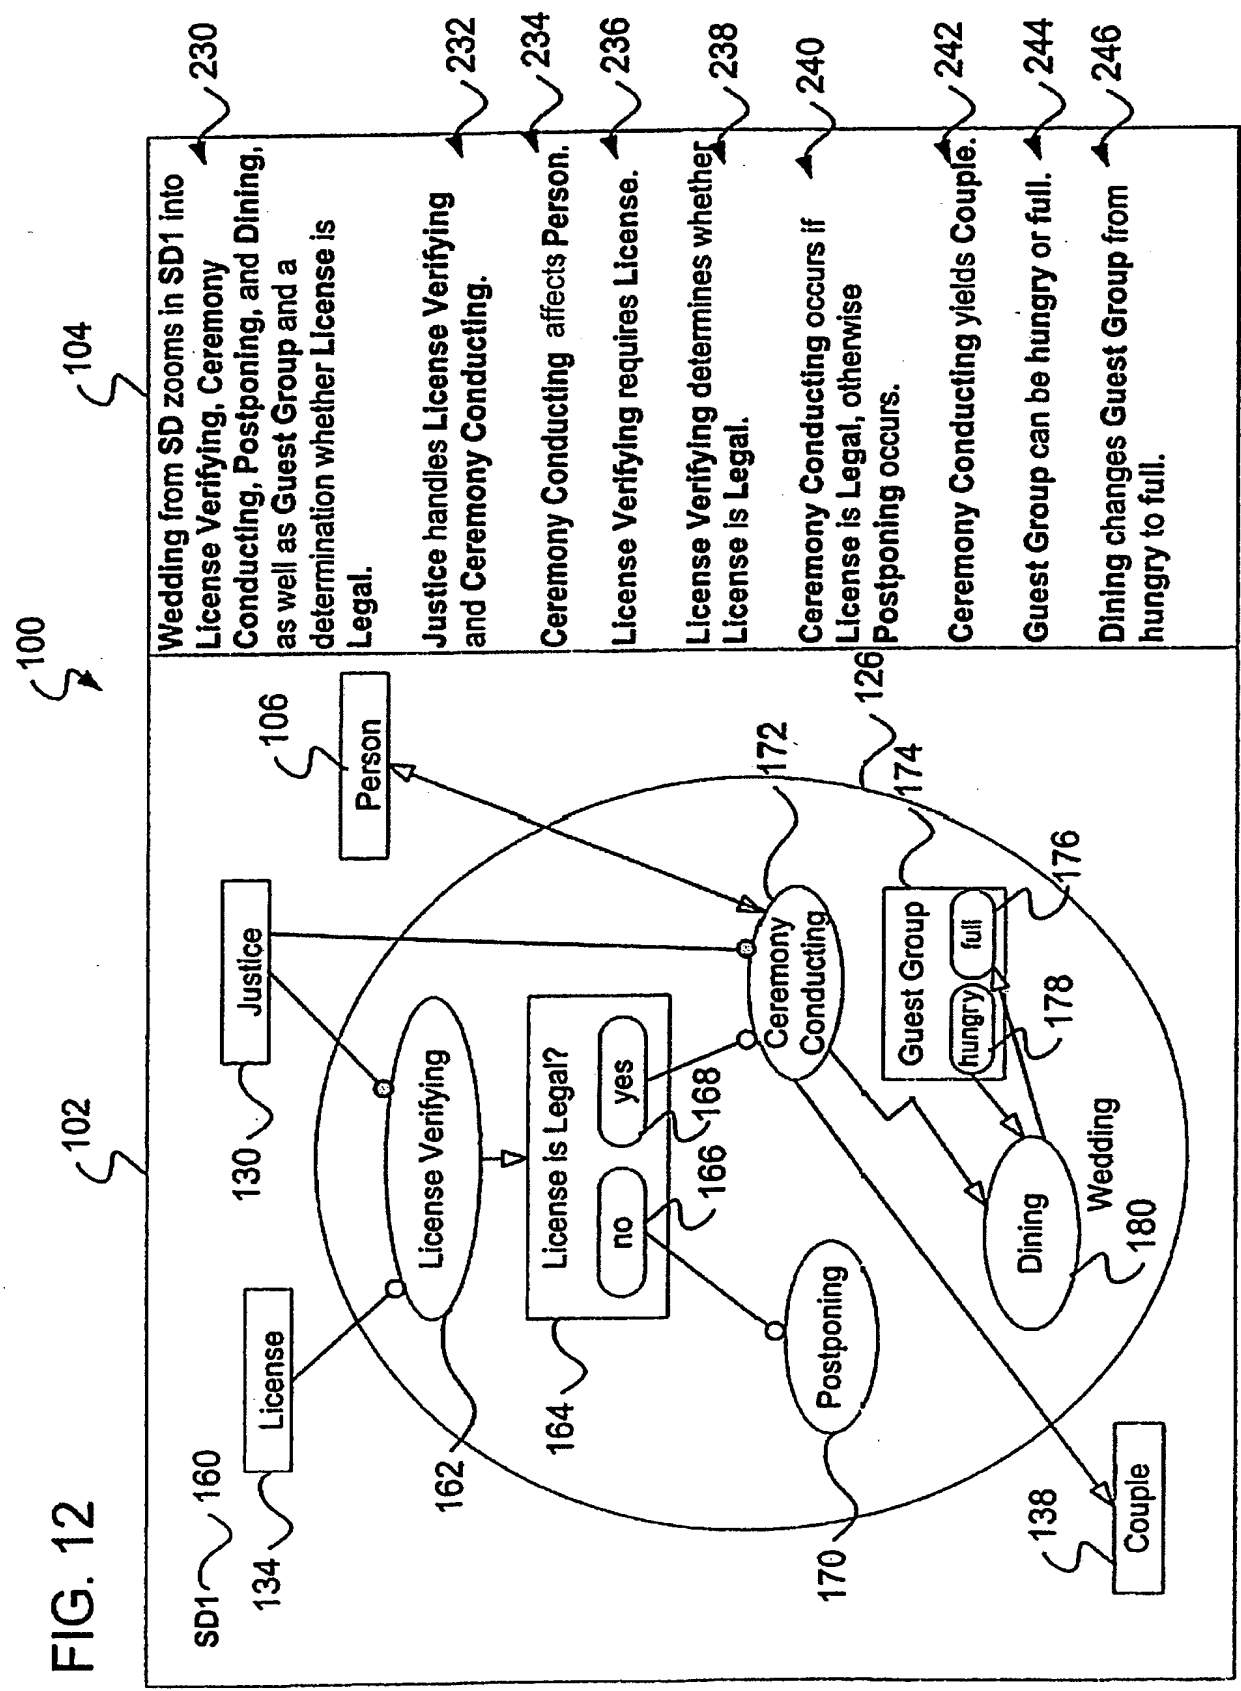 FIG. 12
100
102
104
SD1 160
134
License
130
Justice
106
Person
License Verifying
162
License is Legal?
no
yes
164
166
168
Postponing
170
Ceremony
Conducting
172
126
174
Guest Group
hungry
full
176
178
Dining
Wedding
180
138
Couple
Wedding from SD zooms in SD1 into
License Verifying, Ceremony
Conducting, Postponing, and Dining,
as well as Guest Group and a
determination whether License is
Legal.
230
Justice handles License Verifying
and Ceremony Conducting.
232
Ceremony Conducting affects Person.
234
License Verifying requires License.
236
License Verifying determines whether
License is Legal.
238
Ceremony Conducting occurs if
License is Legal, otherwise
Postponing occurs.
240
Ceremony Conducting yields Couple.
242
Guest Group can be hungry or full.
244
Dining changes Guest Group from
hungry to full.
246